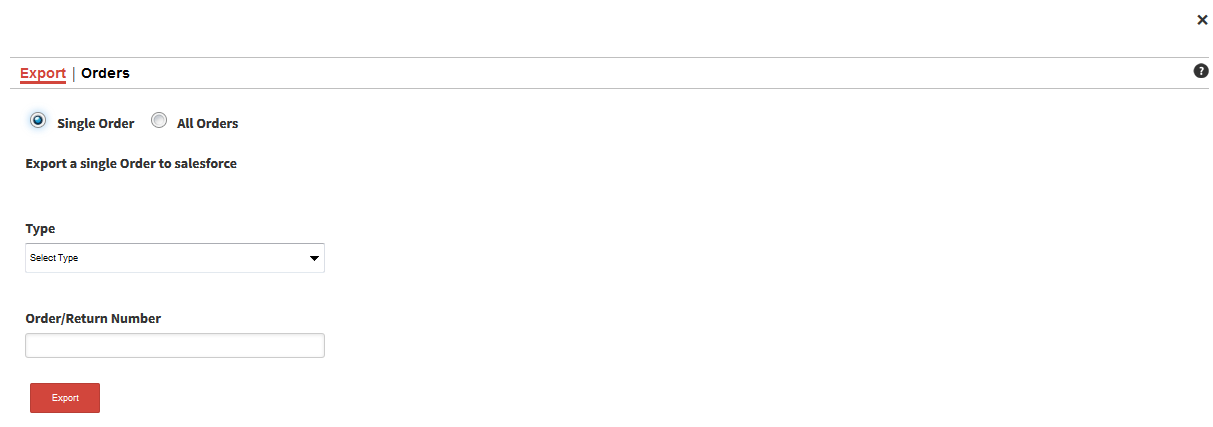 Export | Orders
Single Order All Orders
Export a single Order to salesforce
Type
Select Type
Order/Return Number
Export